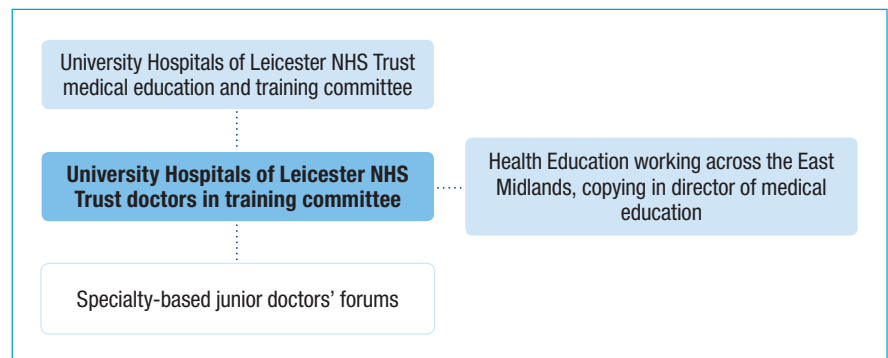 University Hospitals of Leicester NHS Trust
medical education and training committee
University Hospitals of Leicester NHS
Trust doctors in training committee
Health Education working across the East
Midlands, copying in director of medical
education
Specialty-based junior doctors’ forums